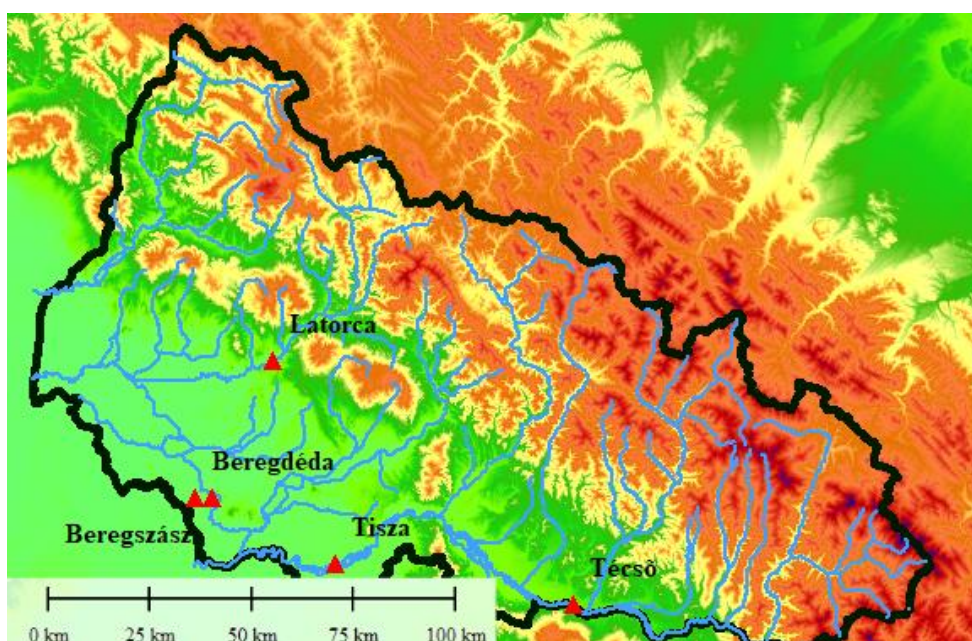 Latorca
Beregdéda
Beregszász
Tisza
Técső
0 km 25 km 50 km 75 km 100 km